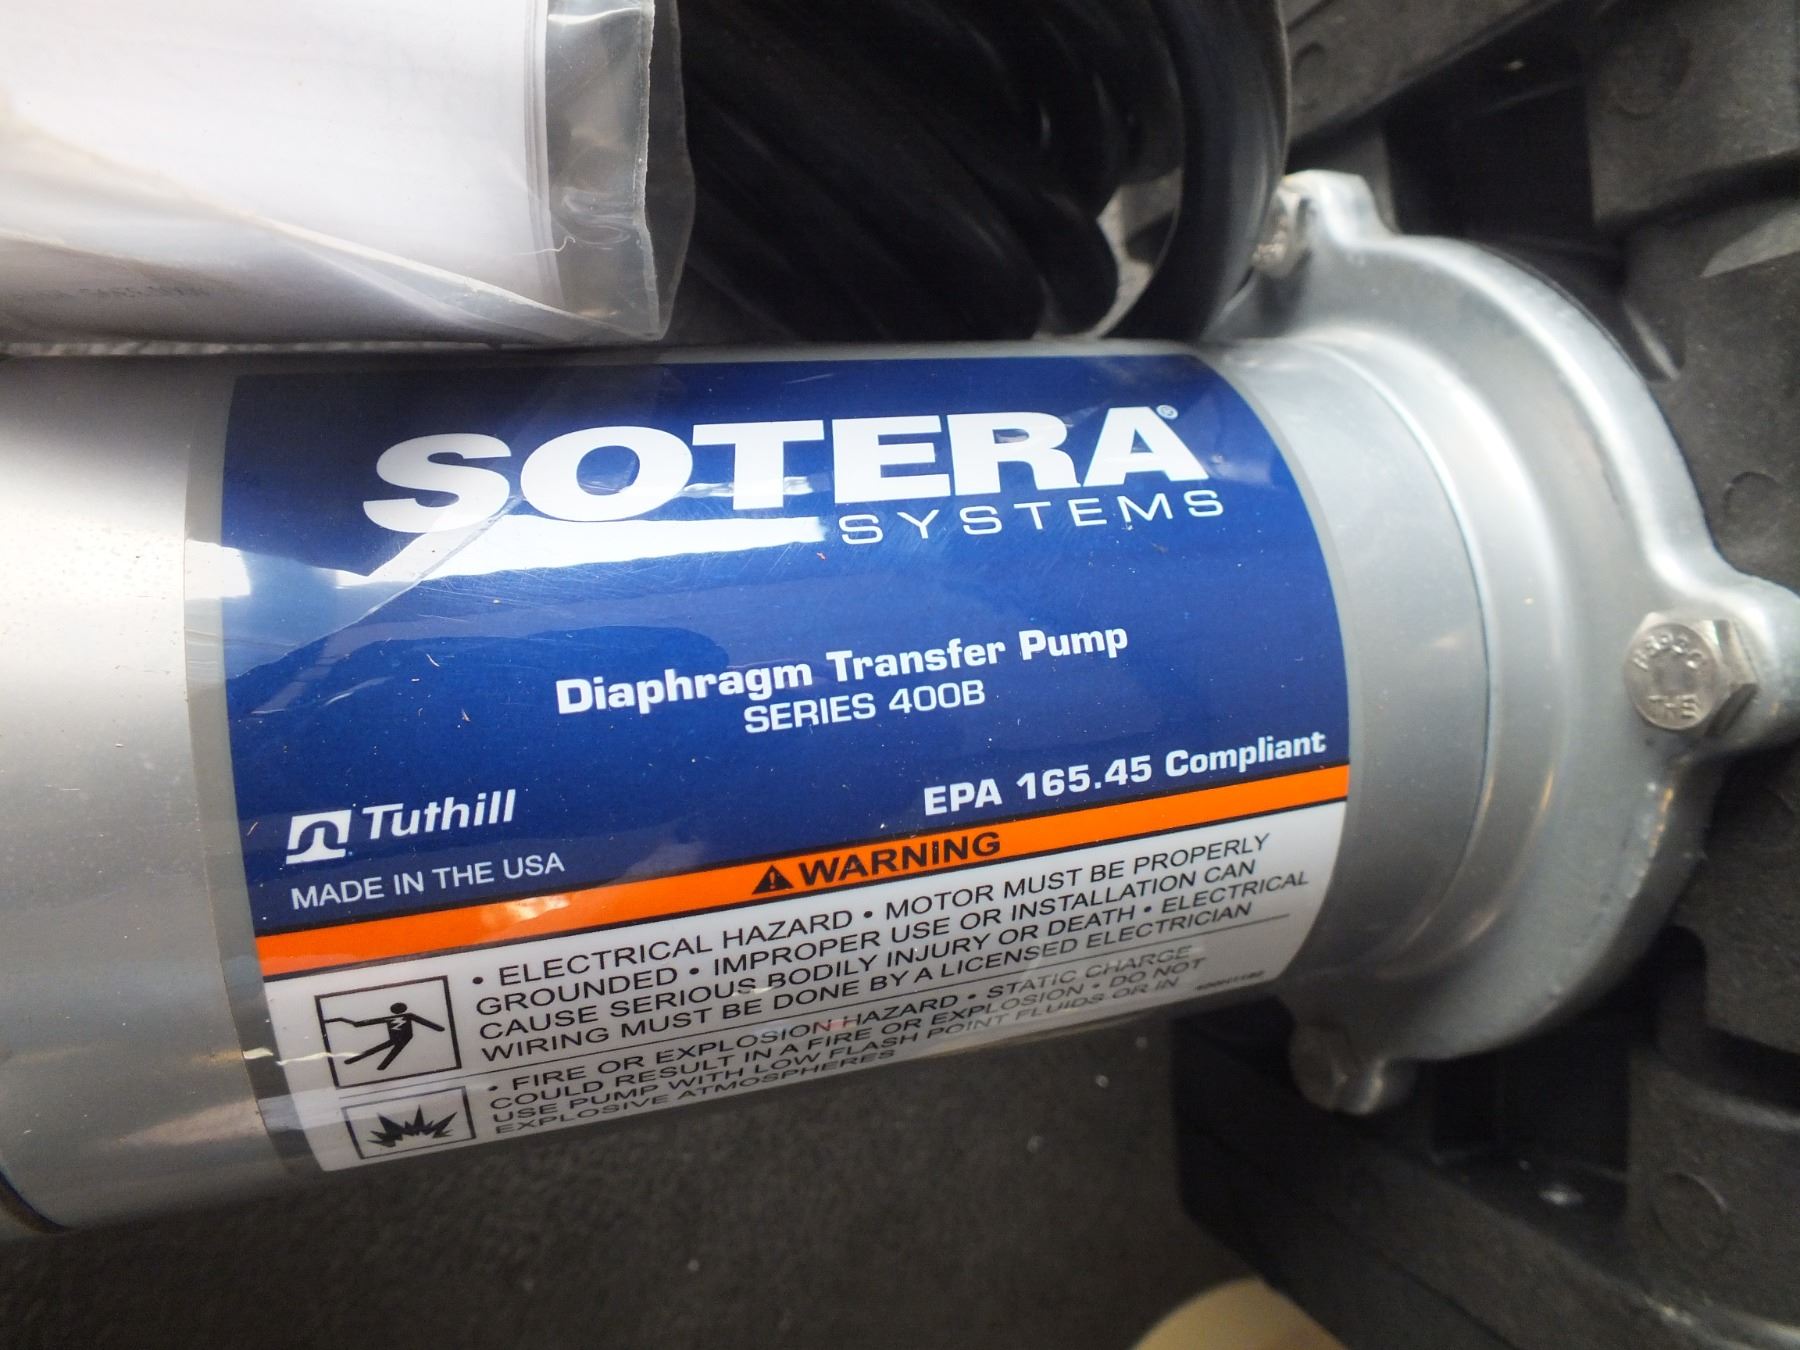 SOTERA®
SYSTEMS
Diaphragm Transfer Pump
SERIES 400B
EPA 165.45 Compliant
Tuthill
MADE IN THE USA
WARNING
• ELECTRICAL HAZARD • MOTOR MUST BE PROPERLY
GROUNDED • IMPROPER USE OR INSTALLATION CAN
CAUSE SERIOUS BODILY INJURY OR DEATH • ELECTRICAL
WIRING MUST BE DONE BY A LICENSED ELECTRICIAN
• FIRE OR EXPLOSION HAZARD • STATIC CHARGE
COULD RESULT IN A FIRE OR EXPLOSION • DO NOT
USE PUMP WITH LOW FLASH POINT FLUIDS OR IN
EXPLOSIVE ATMOSPHERES
THE